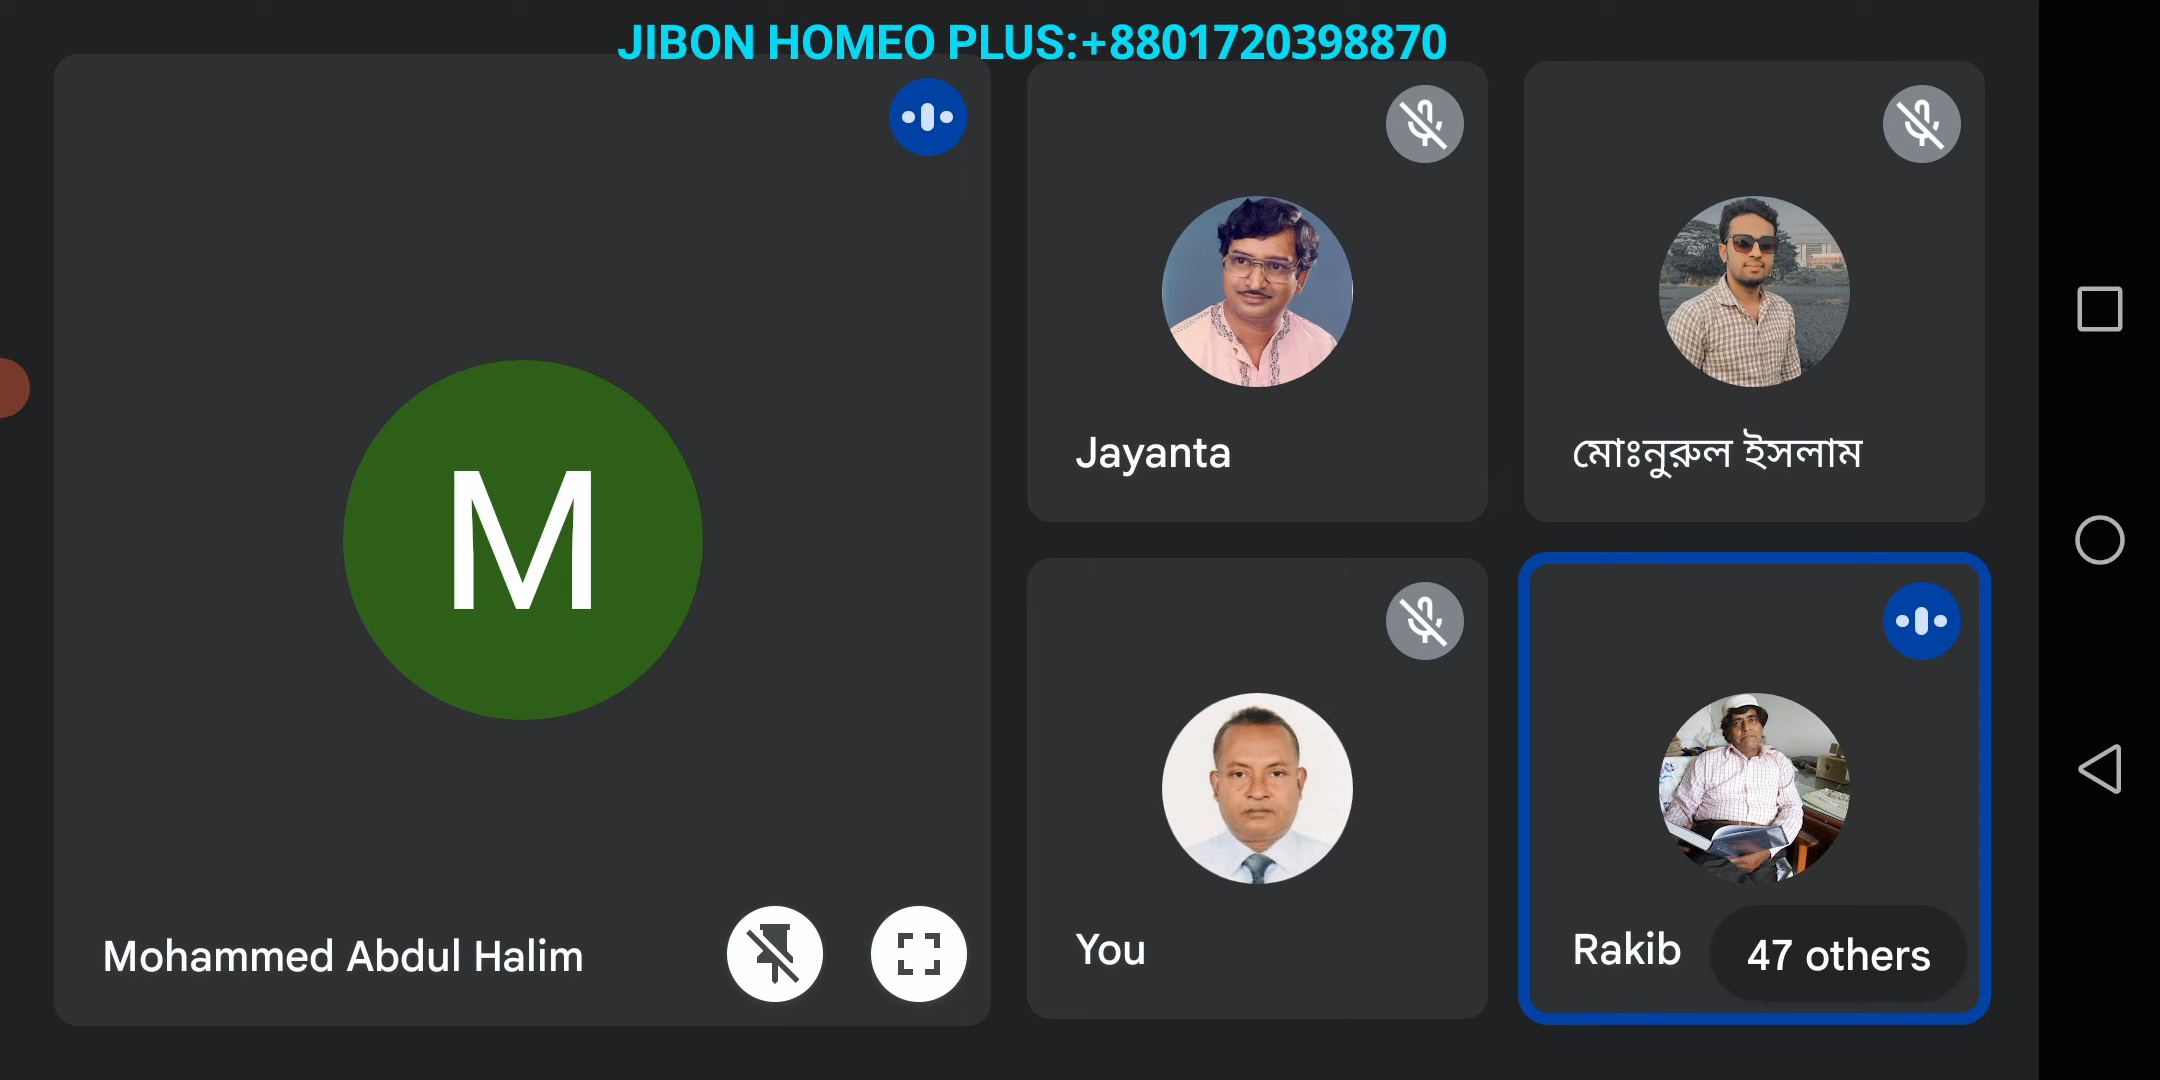 JIBON HOMEO PLUS:+8801720398870
M
Mohammed Abdul Halim
Jayanta
মোঃনুরুল ইসলাম
You
Rakib
47 others